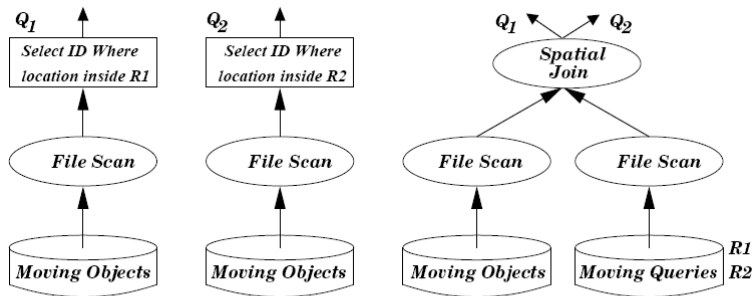 Q1
Select ID Where
location inside R1
File Scan
Moving Objects
Q2
Select ID Where
location inside R2
File Scan
Moving Objects
Q1
Q2
Spatial
Join
File Scan
File Scan
Moving Objects
Moving Queries
R1
R2